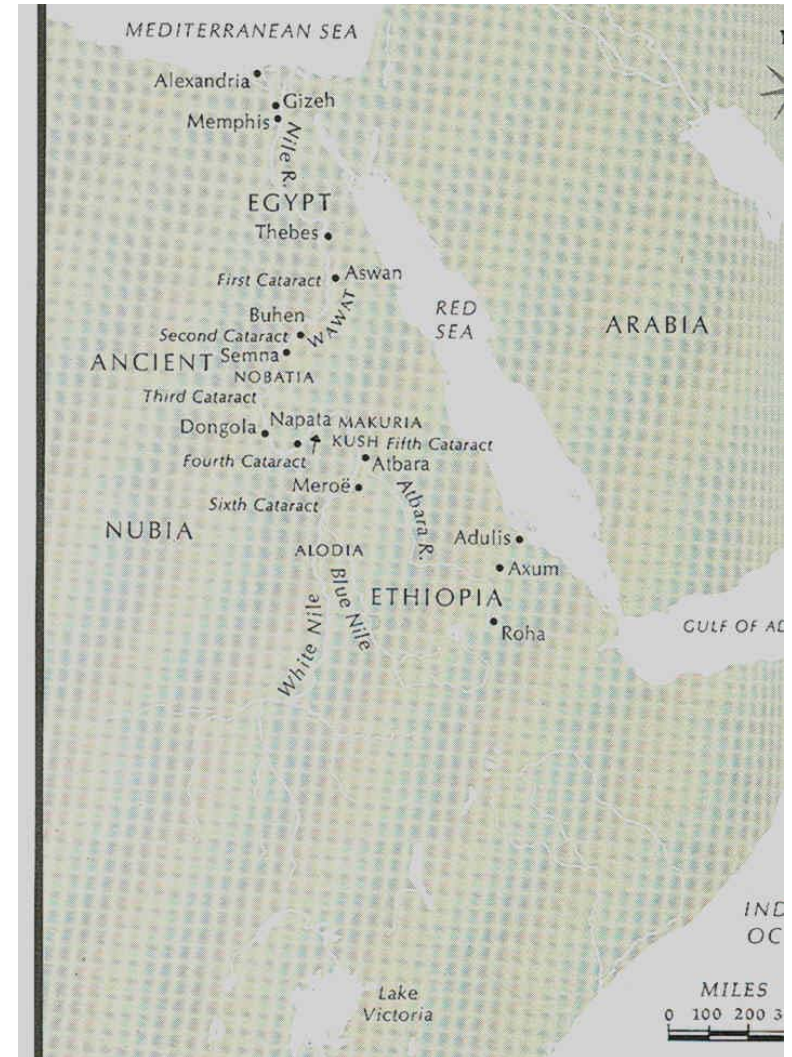 MEDITERRANEAN SEA
Alexandria
Gizeh
Memphis
Nile R.
EGYPT
Thebes
First Cataract
Aswan
Buhen
WAWAT
RED
SEA
ARABIA
Second Cataract
ANCIENT
Semna
NOBATIA
Third Cataract
Napata
MAKURIA
Dongola
KUSH
Fifth Cataract
Fourth Cataract
Atbara
Meroë
Atbara R.
Sixth Cataract
NUBIA
Adulis
ALODIA
Axum
Blue Nile
ETHIOPIA
White Nile
Roha
GULF OF
Lake
Victoria
MILES
0 100 200